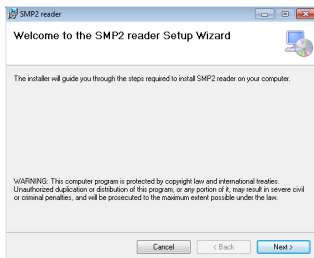 SMP2 reader
Welcome to the SMP2 reader Setup Wizard
The installer will guide you through the steps required to install SMP2 reader on your computer.
WARNING: This computer program is protected by copyright law and international treaties.
Unauthorized duplication or distribution of this program, or any portion of it, may result in severe civil
or criminal penalties, and will be prosecuted to the maximum extent possible under the law.
Cancel < Back Next >